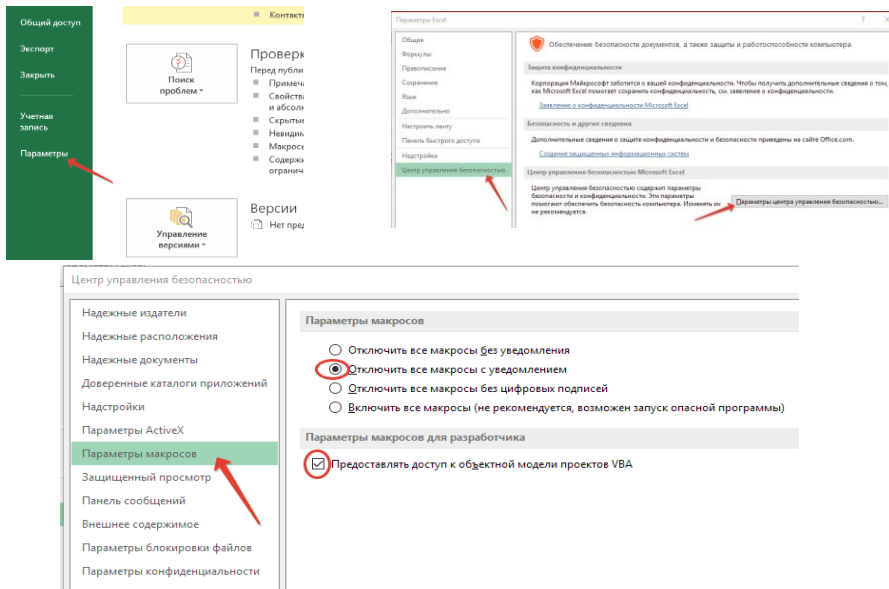 Общий доступ
Экспорт
Закрыть
Учетная
запись
Параметры
Контакт
Поиск
проблем
Проверк
Перед публи
Примеча
Свойства
и абсолн
Скрытые
Невидим
Макросы
Содержи
огранич
Управление
версиями
Версии
Нет пред
Параметры Excel
?
Общие
Формулы
Правописание
Сохранение
Язык
Дополнительно
Настроить ленту
Панель быстрого доступа
Надстройки
Центр управления безопасностью
Обеспечение безопасности документов, а также защиты и работоспособности компьютера
Защита конфиденциальности
Корпорация Майкрософт заботится о вашей конфиденциальности. Чтобы получить дополнительные сведения о том,
как Microsoft Excel помогает сохранить конфиденциальность, см. заявление о конфиденциальности.
Заявление о конфиденциальности Microsoft Excel
Безопасность и другие сведения
Дополнительные сведения о защите конфиденциальности и безопасности приведены на сайте Office.com.
Создание защищенных информационных систем
Центр управления безопасностью Microsoft Excel
Центр управления безопасностью содержит параметры
безопасности и конфиденциальности. Эти параметры
помогают обеспечить безопасность компьютера. Изменять их
не рекомендуется.
Параметры центра управления безопасностью...
Центр управления безопасностью
Надежные издатели
Надежные расположения
Надежные документы
Доверенные каталоги приложений
Надстройки
Параметры ActiveX
Параметры макросов
Защищенный просмотр
Панель сообщений
Внешнее содержимое
Параметры блокировки файлов
Параметры конфиденциальности
Параметры макросов
Отключить все макросы без уведомления
Отключить все макросы с уведомлением
Отключить все макросы без цифровых подписей
Включить все макросы (не рекомендуется, возможен запуск опасной программы)
Параметры макросов для разработчика
Предоставлять доступ к объектной модели проектов VBA